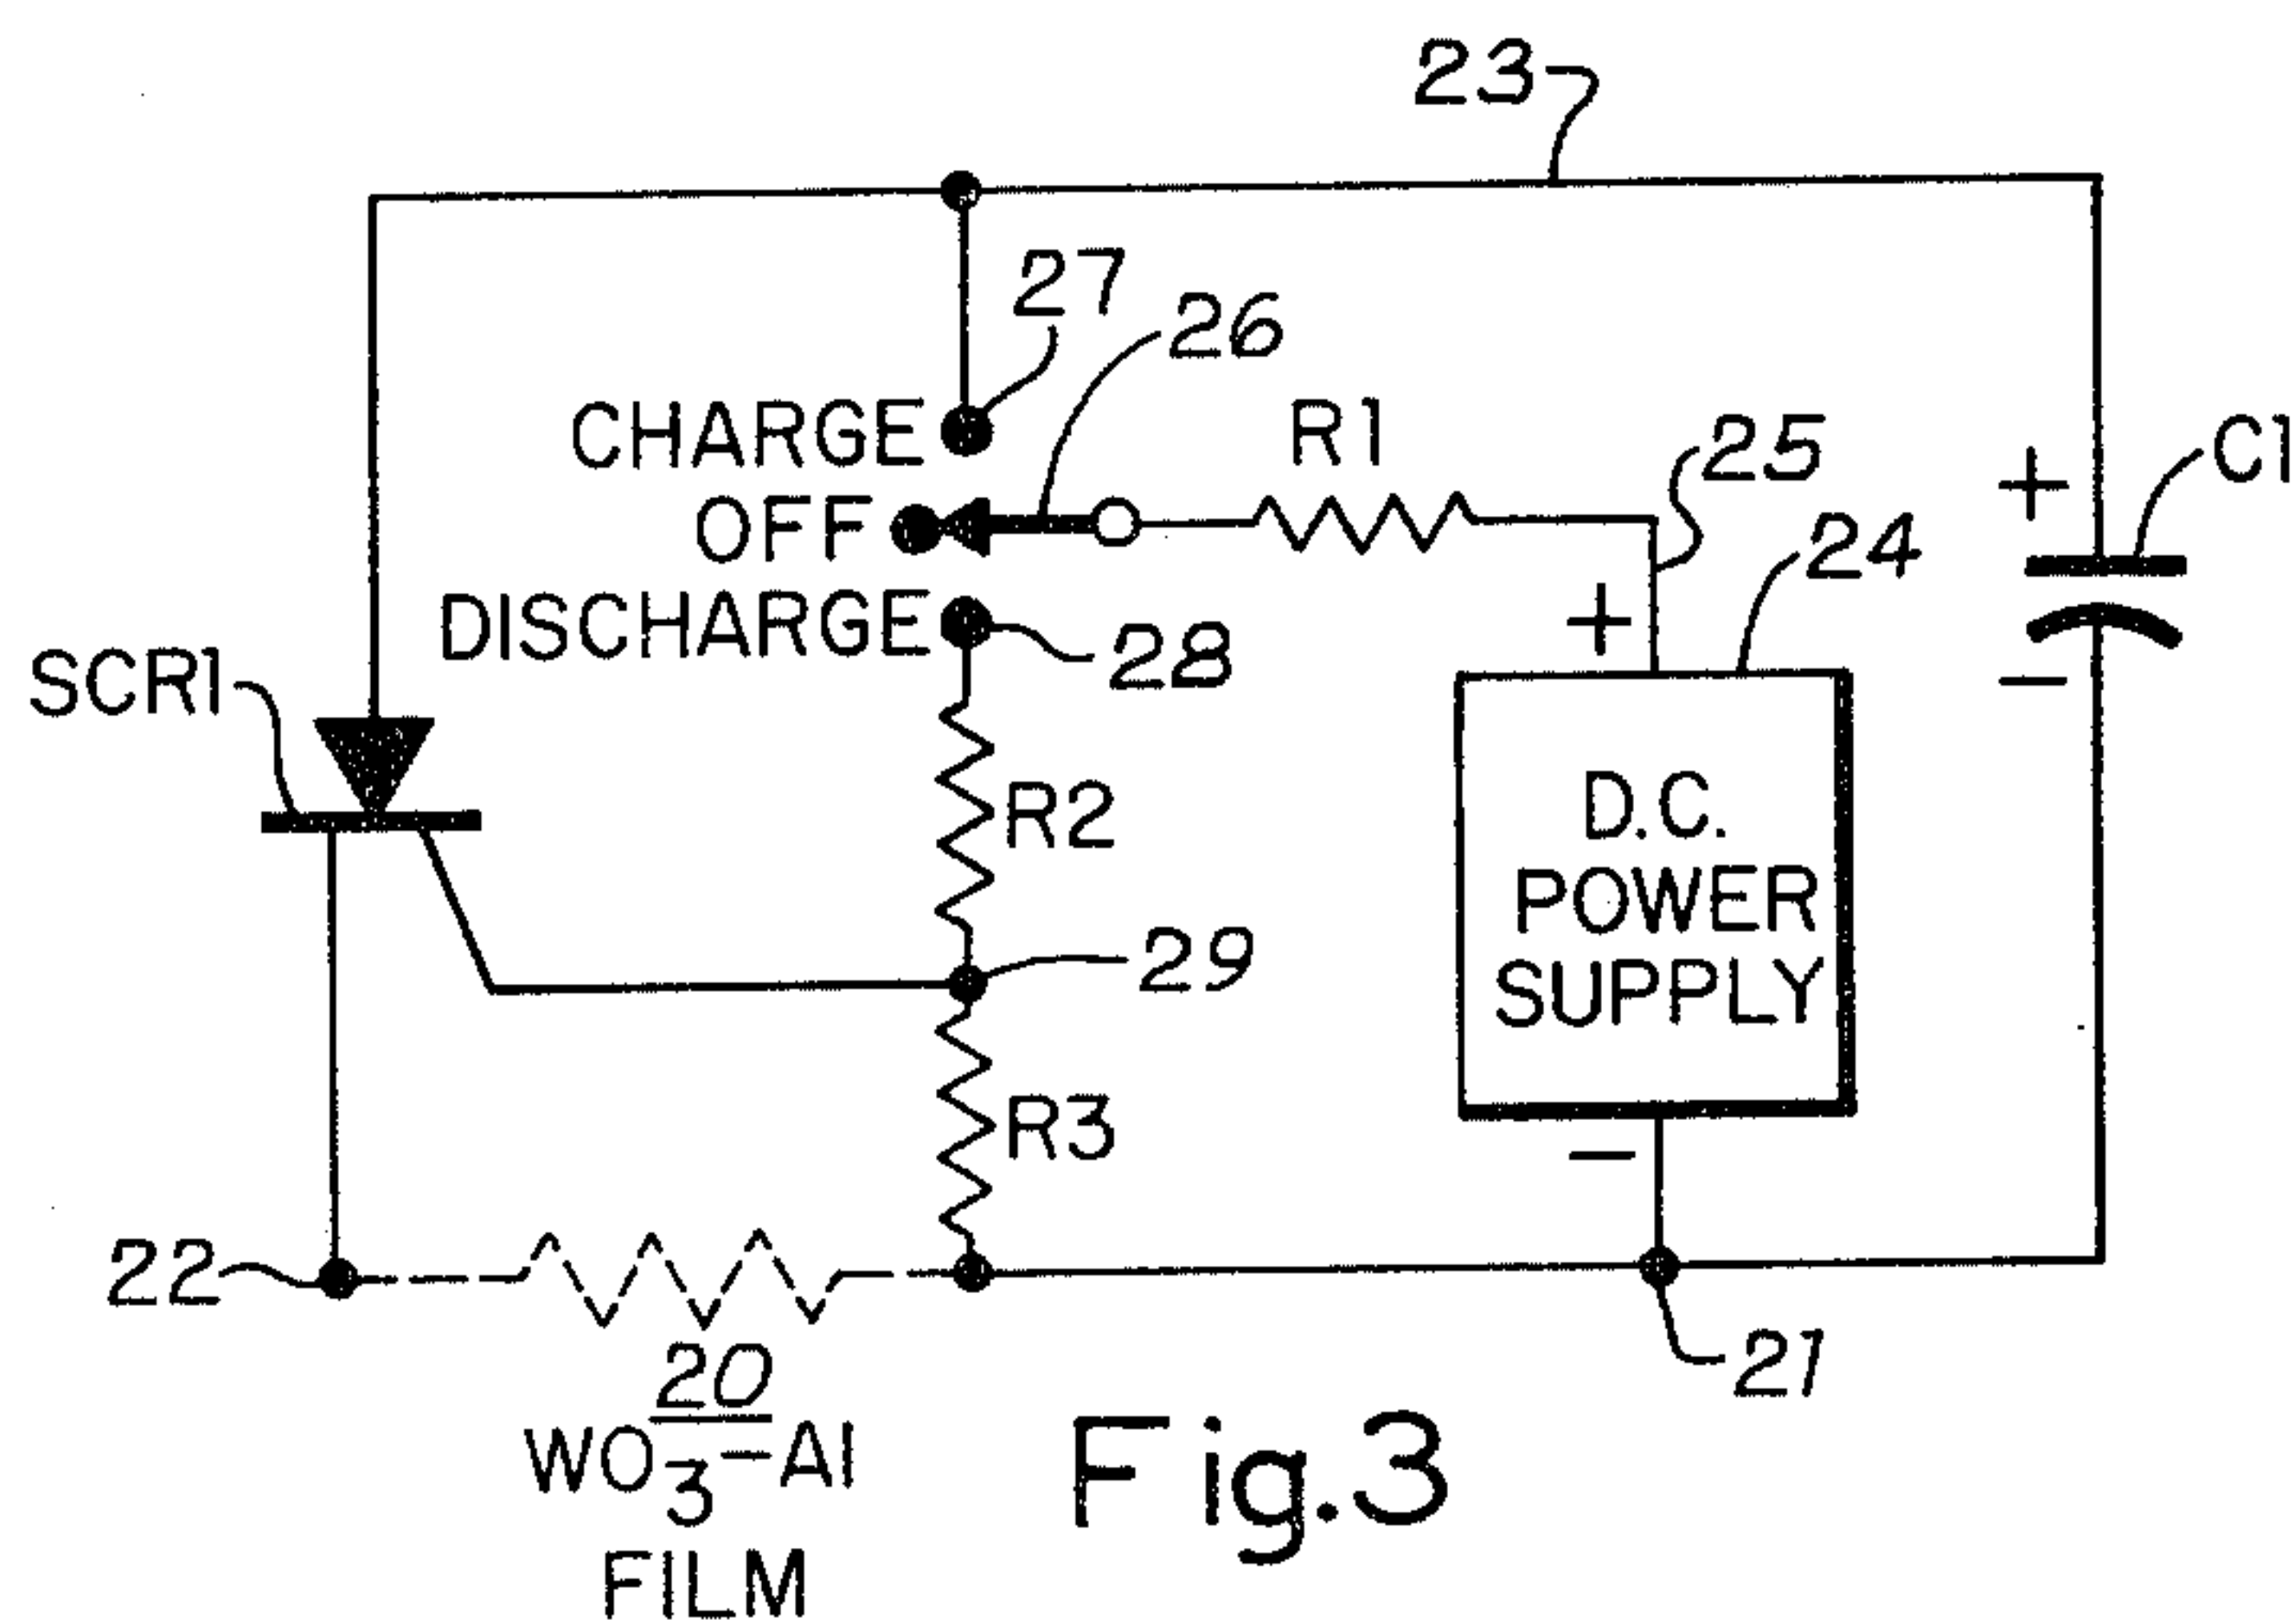 23
27
26
CHARGE
R1
25
C1
+
OFF
24
DISCHARGE
28
+
SCR1
−
R2
D.C.
POWER
SUPPLY
29
R3
−
22
20
WO3-Al
FILM
21
Fig.3